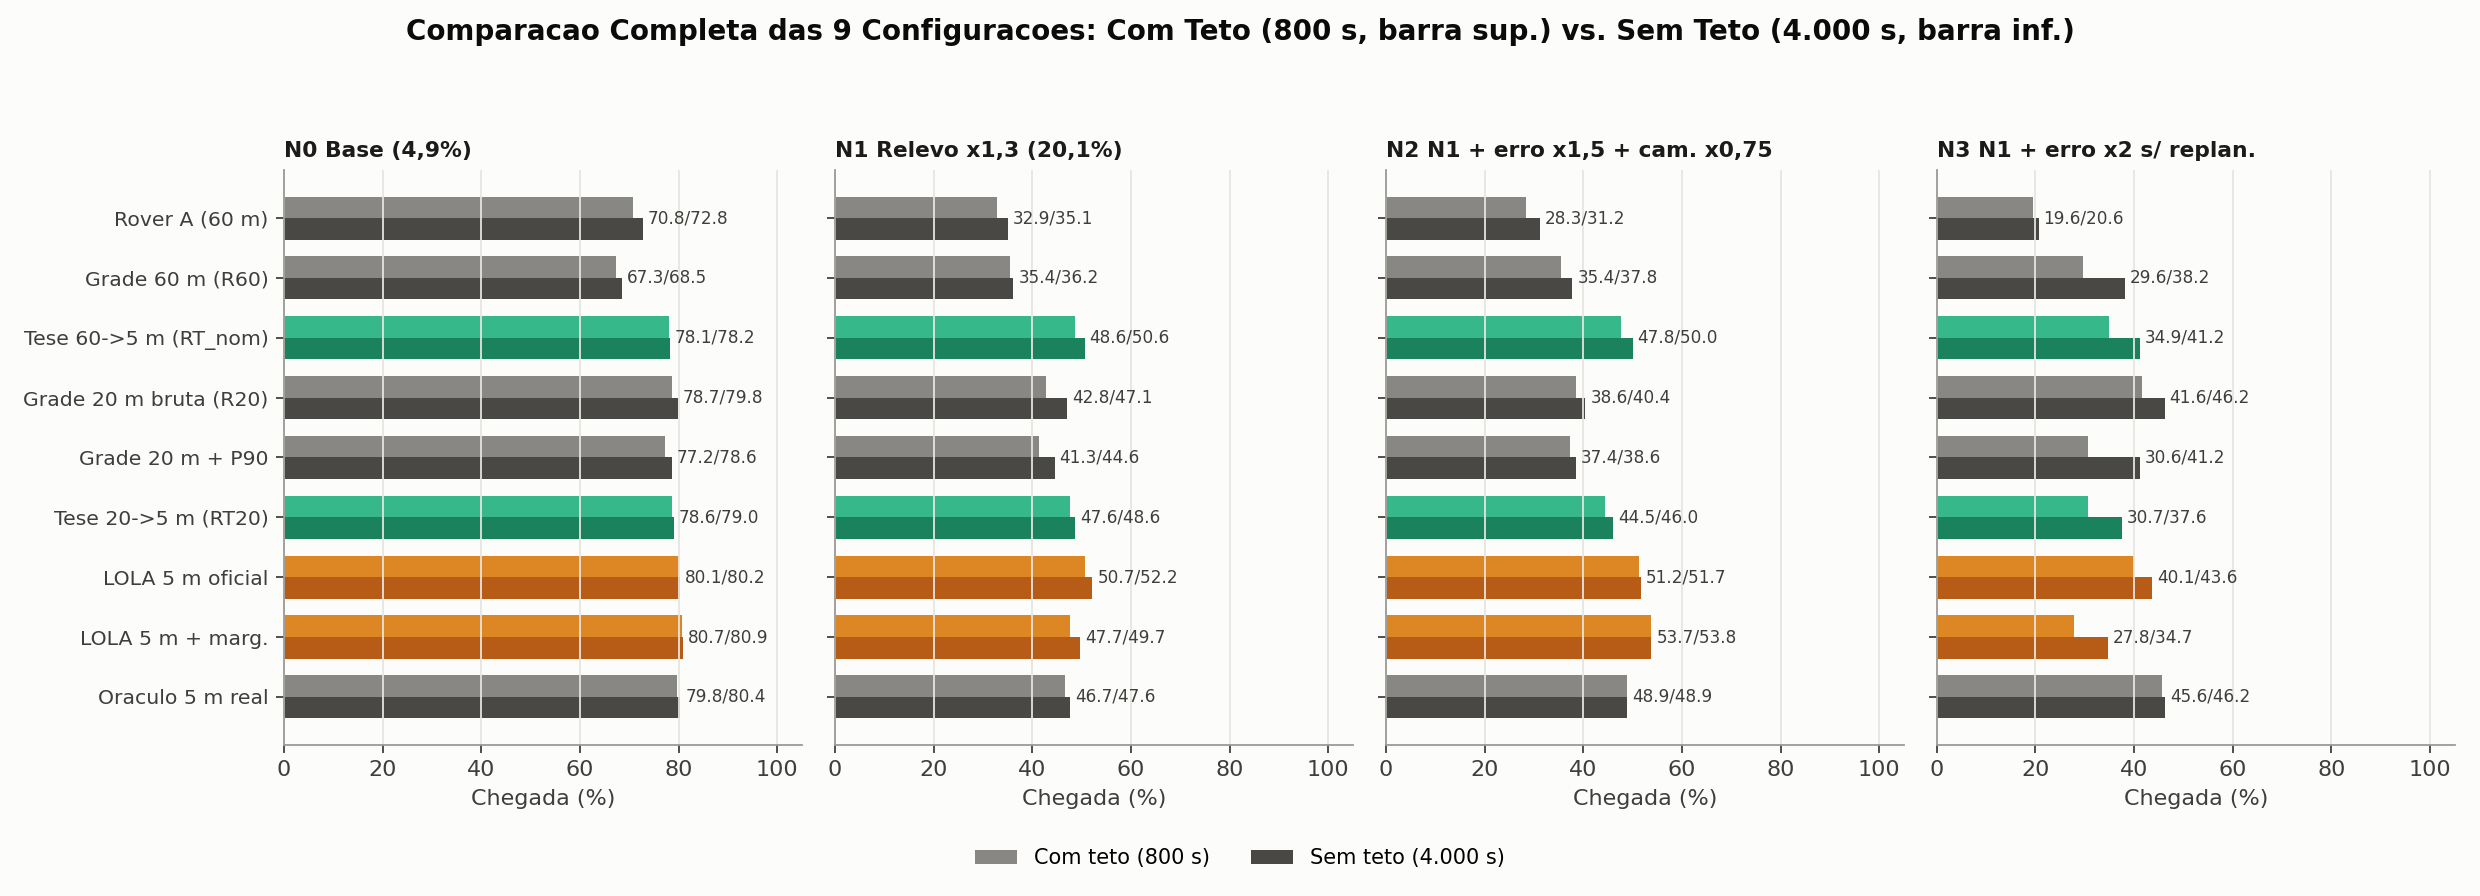 Comparacao Completa das 9 Configuracoes: Com Teto (800 s, barra sup.) vs. Sem Teto (4.000 s, barra inf.)
N0 Base (4,9%)
Rover A (60 m)
70.8/72.8
Grade 60 m (R60)
67.3/68.5
Tese 60->5 m (RT_nom)
78.1/78.2
Grade 20 m bruta (R20)
78.7/79.8
Grade 20 m + P90
77.2/78.6
Tese 20->5 m (RT20)
78.6/79.0
LOLA 5 m oficial
80.1/80.2
LOLA 5 m + marg.
80.7/80.9
Oraculo 5 m real
79.8/80.4
0 20 40 60 80 100
Chegada (%)
N1 Relevo x1,3 (20,1%)
32.9/35.1
35.4/36.2
48.6/50.6
42.8/47.1
41.3/44.6
47.6/48.6
50.7/52.2
47.7/49.7
46.7/47.6
0 20 40 60 80 100
Chegada (%)
N2 N1 + erro x1,5 + cam. x0,75
28.3/31.2
35.4/37.8
47.8/50.0
38.6/40.4
37.4/38.6
44.5/46.0
51.2/51.7
53.7/53.8
48.9/48.9
0 20 40 60 80 100
Chegada (%)
N3 N1 + erro x2 s/ replan.
19.6/20.6
29.6/38.2
34.9/41.2
41.6/46.2
30.6/41.2
30.7/37.6
40.1/43.6
27.8/34.7
45.6/46.2
0 20 40 60 80 100
Chegada (%)
Com teto (800 s)
Sem teto (4.000 s)